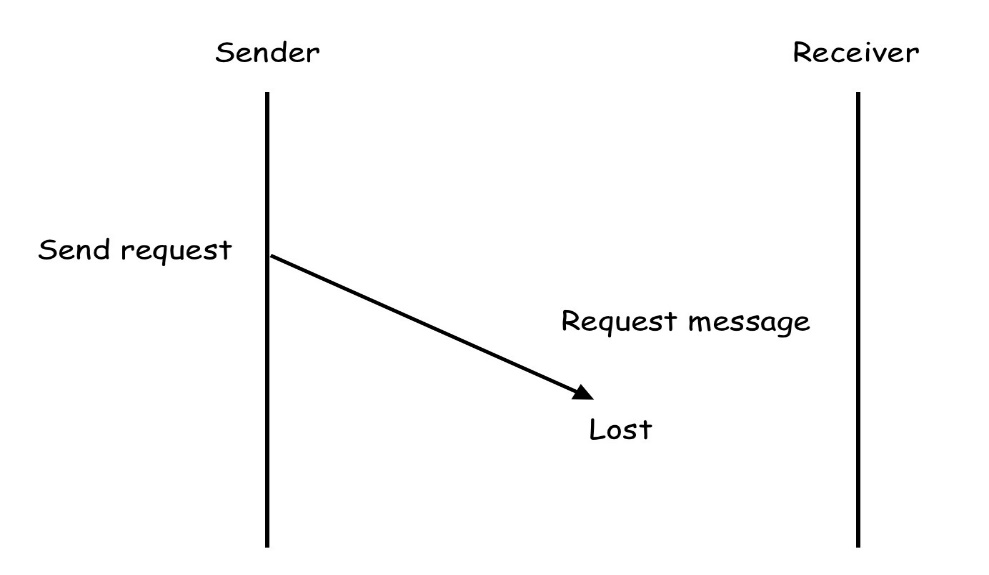 Sender
Receiver
Send request
Request message
Lost